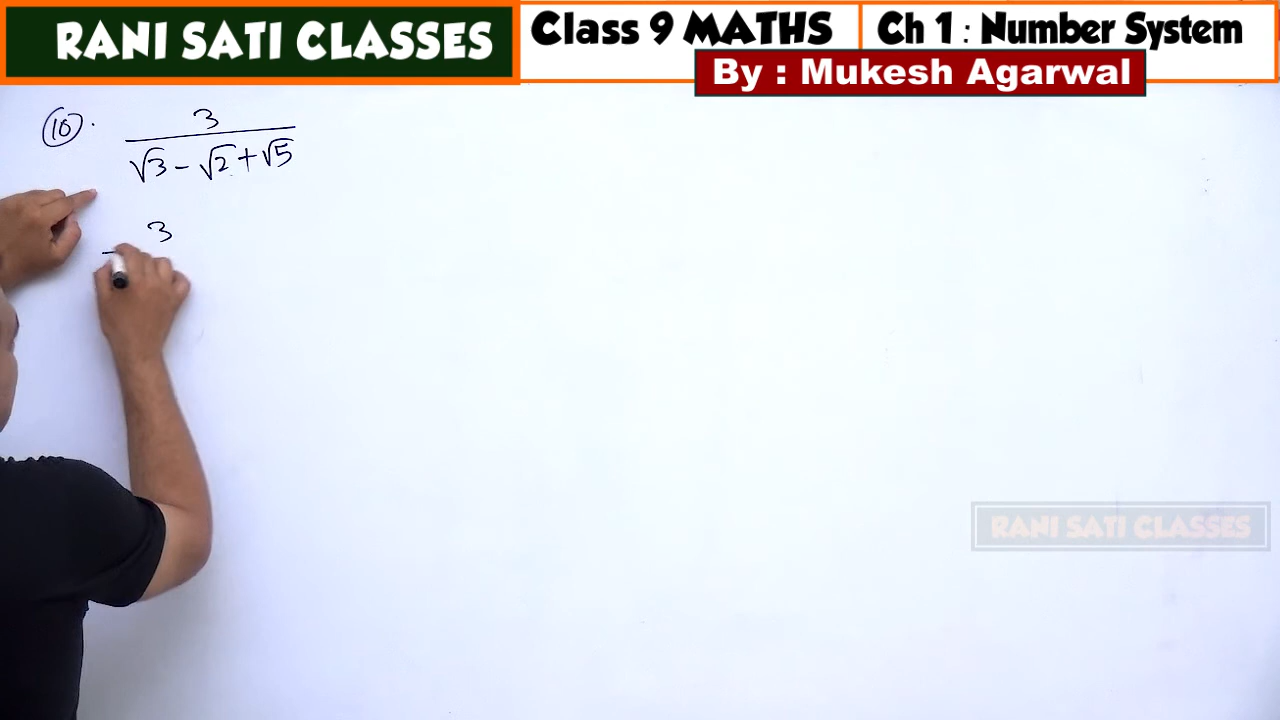 RANI SATI CLASSES
Class 9 MATHS
Ch 1 : Number System
By : Mukesh Agarwal
10. 3
√3 - √2 + √5
3
RANI SATI CLASSES